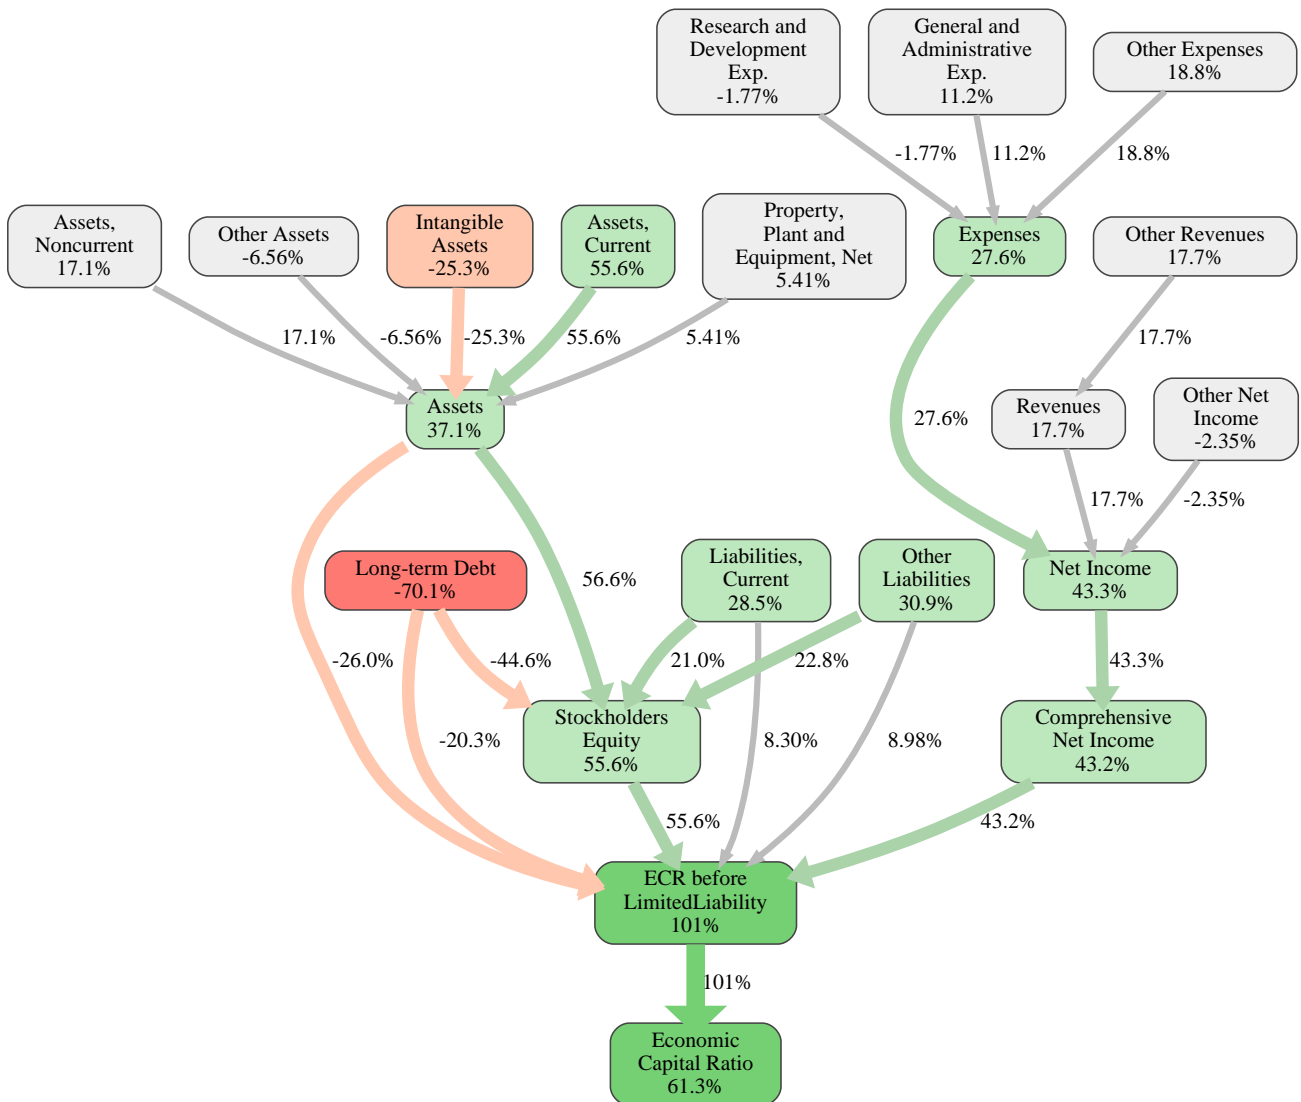 Research and
Development
Exp.
-1.77%
General and
Administrative
Exp.
11.2%
Other Expenses
18.8%
-1.77%
11.2%
18.8%
Assets,
Noncurrent
17.1%
Other Assets
-6.56%
Intangible
Assets
-25.3%
Assets,
Current
55.6%
Property,
Plant and
Equipment, Net
5.41%
Expenses
27.6%
Other Revenues
17.7%
17.1%
-6.56%
-25.3%
55.6%
5.41%
17.7%
Assets
37.1%
27.6%
Revenues
17.7%
Other Net
Income
-2.35%
17.7%
-2.35%
Long-term Debt
-70.1%
56.6%
Liabilities,
Current
28.5%
Other
Liabilities
30.9%
Net Income
43.3%
-26.0%
-44.6%
21.0%
22.8%
43.3%
Stockholders
Equity
55.6%
-20.3%
8.30%
8.98%
Comprehensive
Net Income
43.2%
55.6%
43.2%
ECR before
LimitedLiability
101%
101%
Economic
Capital Ratio
61.3%